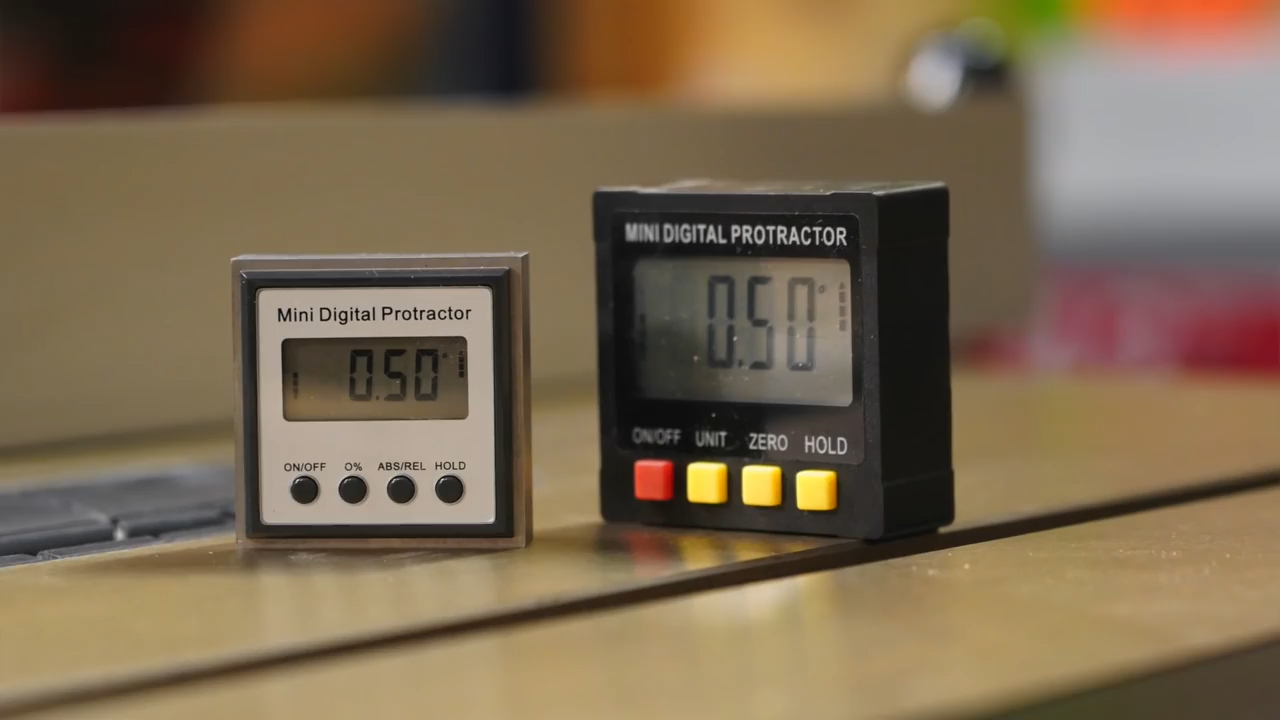 Mini Digital Protractor
0.50°
ON/OFF O% ABS/REL HOLD
MINI DIGITAL PROTRACTOR
0.50°
ON/OFF UNIT ZERO HOLD